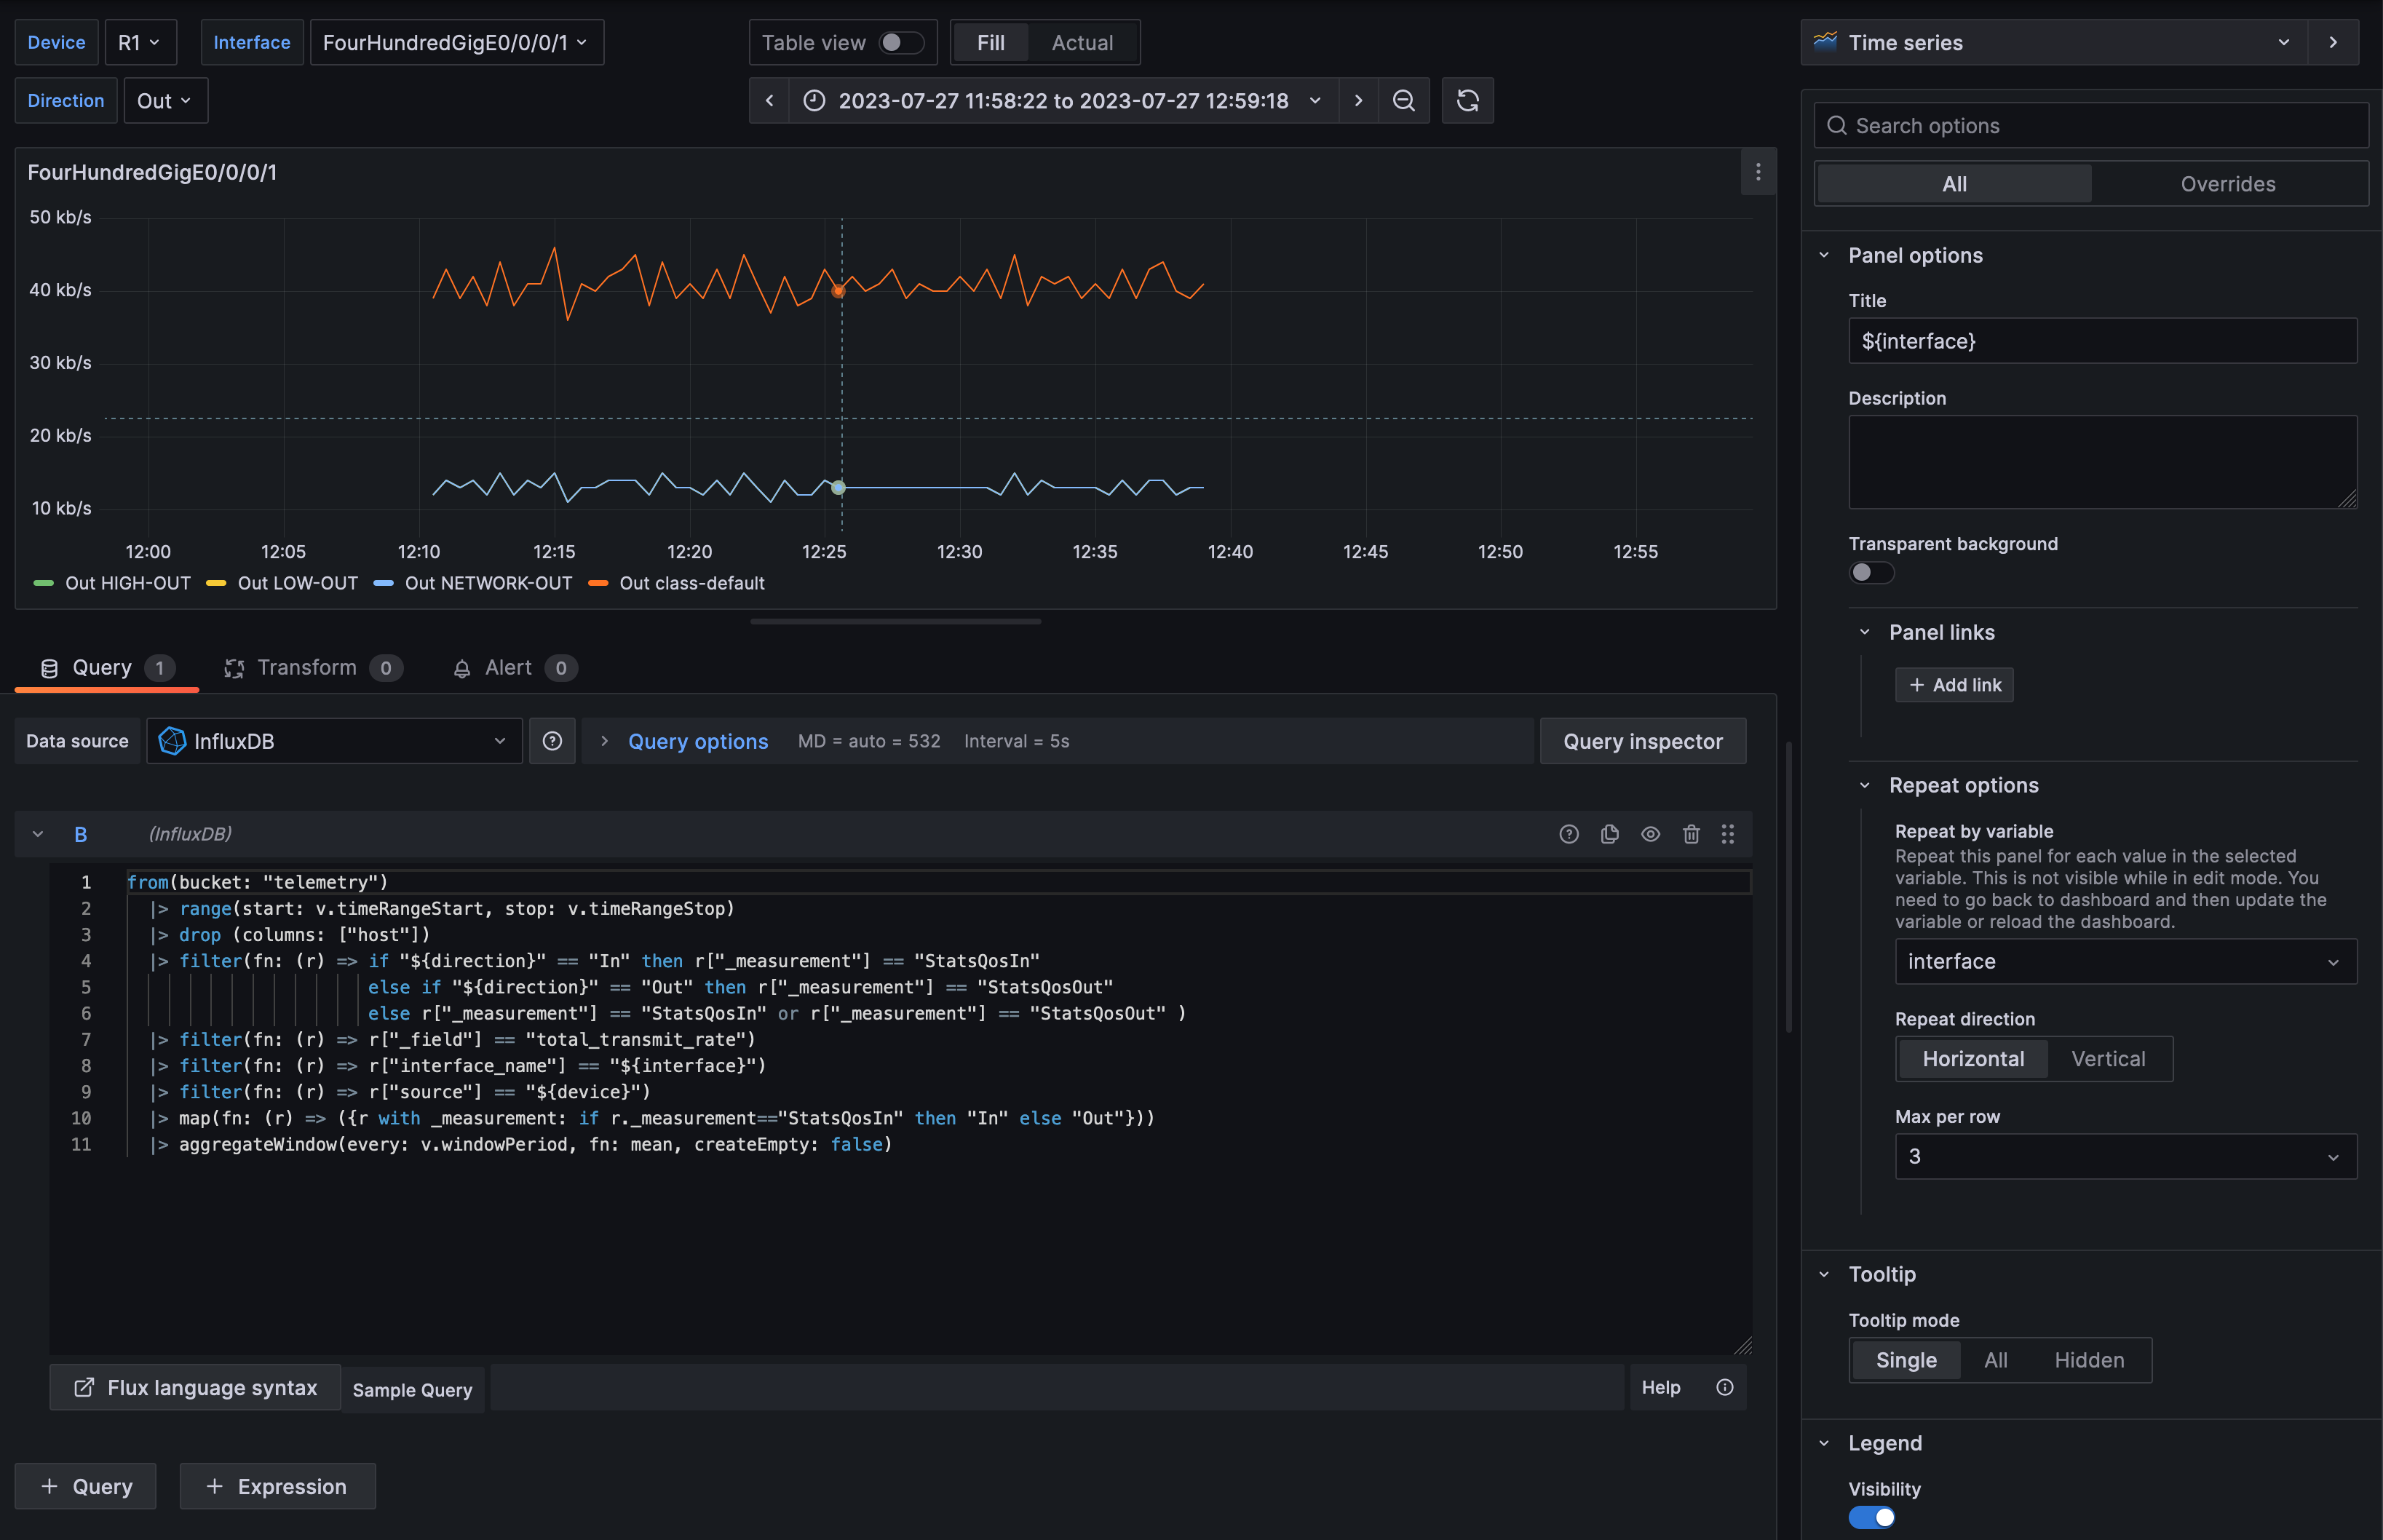 Device R1 Interface FourHundredGigE0/0/0/1
Direction Out
Table view Fill Actual
2023-07-27 11:58:22 to 2023-07-27 12:59:18
FourHundredGigE0/0/0/1
50 kb/s
40 kb/s
30 kb/s
20 kb/s
10 kb/s
12:00 12:05 12:10 12:15 12:20 12:25 12:30 12:35 12:40 12:45 12:50 12:55
Out HIGH-OUT Out LOW-OUT Out NETWORK-OUT Out class-default
Query 1 Transform 0 Alert 0
Data source InfluxDB Query options MD = auto = 532 Interval = 5s Query inspector
B (InfluxDB)
1 from(bucket: "telemetry")
2 |> range(start: v.timeRangeStart, stop: v.timeRangeStop)
3 |> drop (columns: ["host"])
4 |> filter(fn: (r) => if "${direction}" == "In" then r["_measurement"] == "StatsQosIn"
5 else if "${direction}" == "Out" then r["_measurement"] == "StatsQosOut"
6 else r["_measurement"] == "StatsQosIn" or r["_measurement"] == "StatsQosOut" )
7 |> filter(fn: (r) => r["_field"] == "total_transmit_rate")
8 |> filter(fn: (r) => r["interface_name"] == "${interface}")
9 |> filter(fn: (r) => r["source"] == "${device}")
10 |> map(fn: (r) => ({r with _measurement: if r._measurement=="StatsQosIn" then "In" else "Out"}))
11 |> aggregateWindow(every: v.windowPeriod, fn: mean, createEmpty: false)
Flux language syntax Sample Query Help
+ Query + Expression
Time series
Search options
All Overrides
Panel options
Title
${interface}
Description
Transparent background
Panel links
+ Add link
Repeat options
Repeat by variable
Repeat this panel for each value in the selected
variable. This is not visible while in edit mode. You
need to go back to dashboard and then update the
variable or reload the dashboard.
interface
Repeat direction
Horizontal Vertical
Max per row
3
Tooltip
Tooltip mode
Single All Hidden
Legend
Visibility